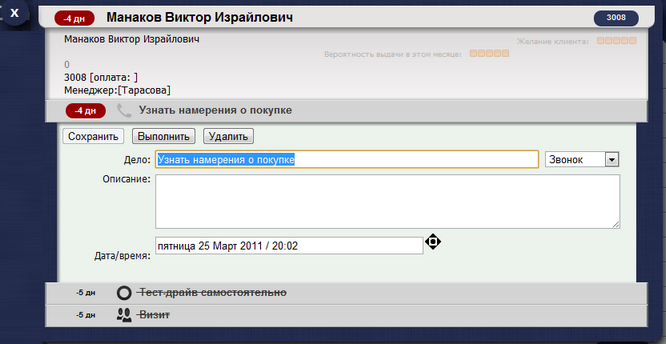 x
-4 дн Манаков Виктор Израйлович 3008
Манаков Виктор Израйлович Желание клиента:
Вероятность выдачи в этом месяце:
0
3008 [оплата: ]
Менеджер:[Тарасова]
-4 дн Узнать намерения о покупке
Сохранить Выполнить Удалить
Дело: Узнать намерения о покупке Звонок
Описание:
пятница 25 Март 2011 / 20:02
Дата/время:
-5 дн Тест драйв самостоятельно
-5 дн Визит